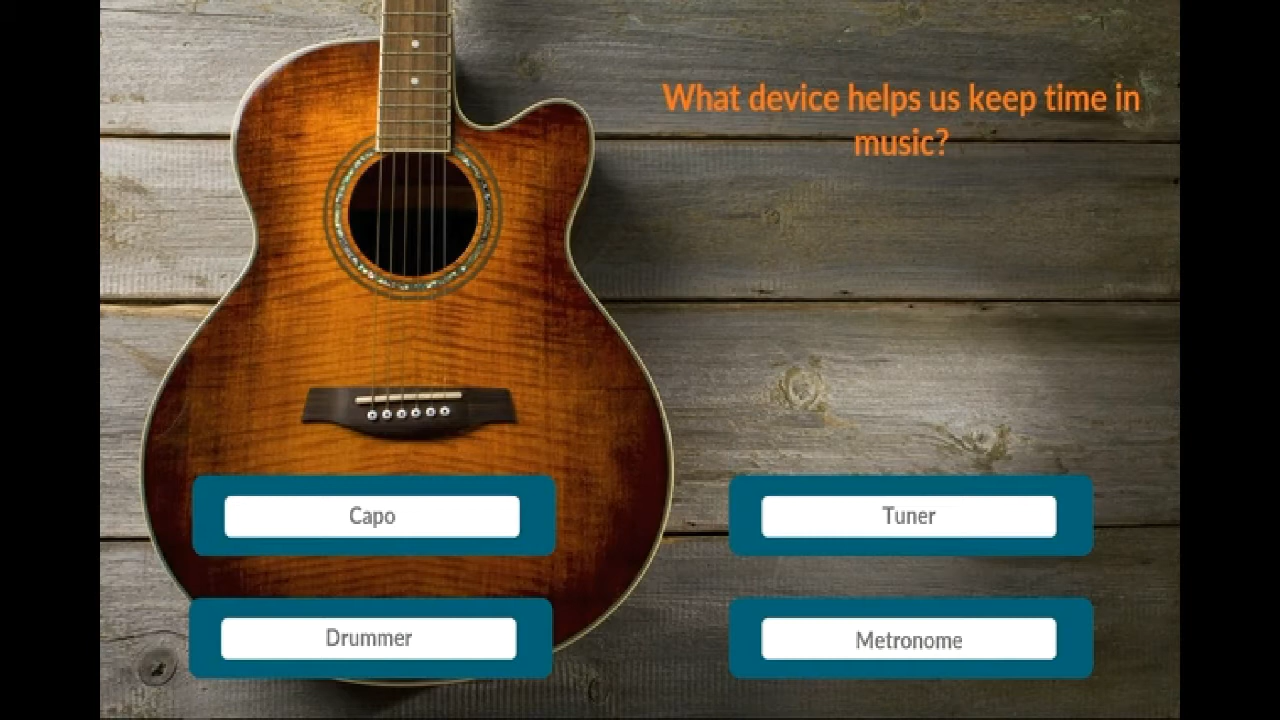 What device helps us keep time in
music?
Capo
Tuner
Drummer
Metronome